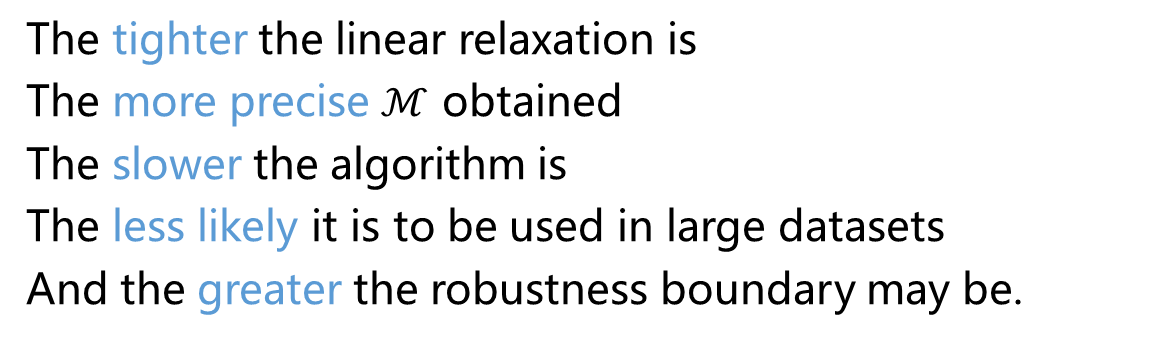 The tighter the linear relaxation is
The more precise ℳ obtained
The slower the algorithm is
The less likely it is to be used in large datasets
And the greater the robustness boundary may be.